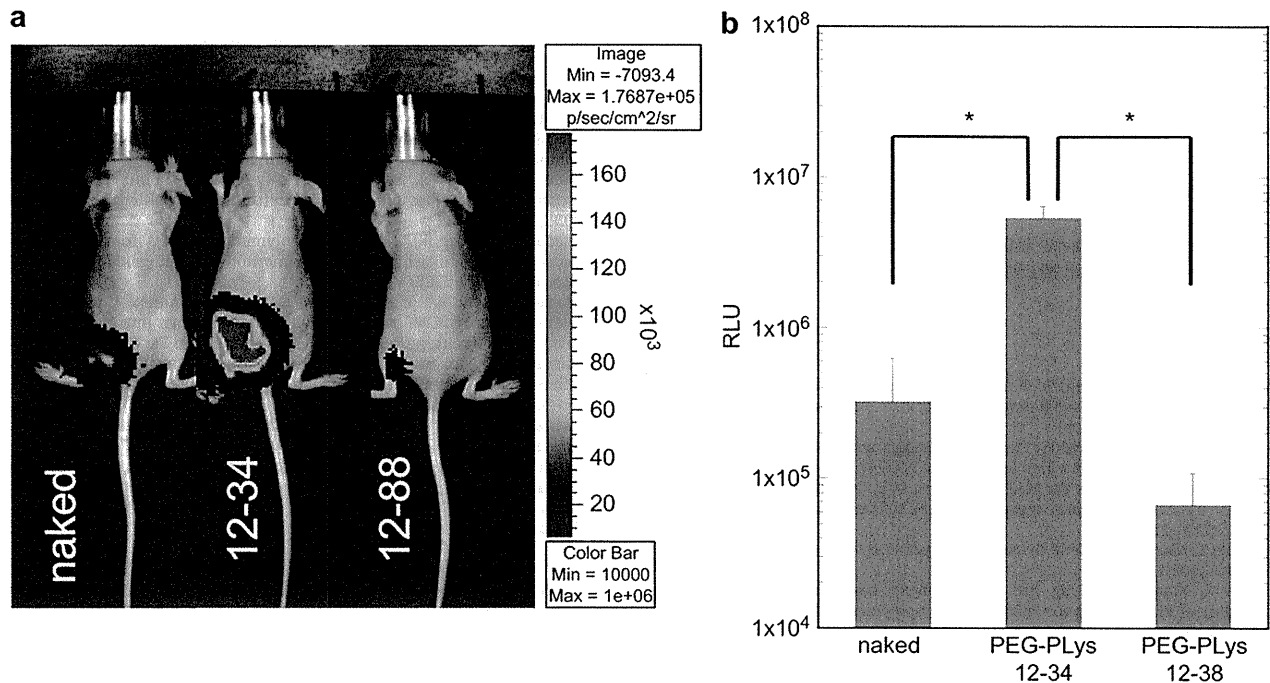 a
Image
Min = -7093.4
Max = 1.7687e+05
p/sec/cm^2/sr
160
140
120
100
80
60
40
20
x10³
Color Bar
Min = 10000
Max = 1e+06
naked
12-34
12-88
b
1x10⁸
1x10⁷
1x10⁶
1x10⁵
1x10⁴
RLU
*
*
naked
PEG-PLys
12-34
PEG-PLys
12-38